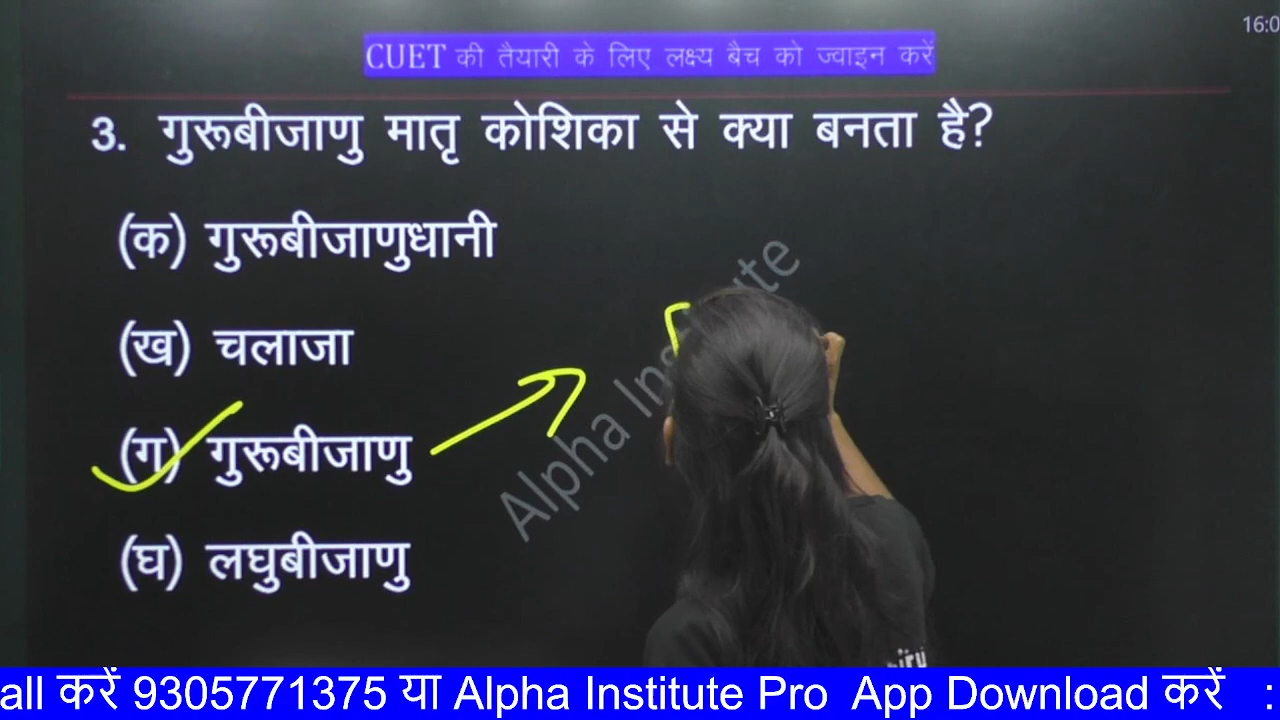 16:0
CUET की तैयारी के लिए लक्ष्य बैच को ज्वाइन करें
3. गुरूबीजाणु मातृ कोशिका से क्या बनता है?
(क) गुरूबीजाणुधानी
(ख) चलाजा
(ग) गुरूबीजाणु
(घ) लघुबीजाणु
Alpha Institute
all करें 9305771375 या Alpha Institute Pro App Download करें :